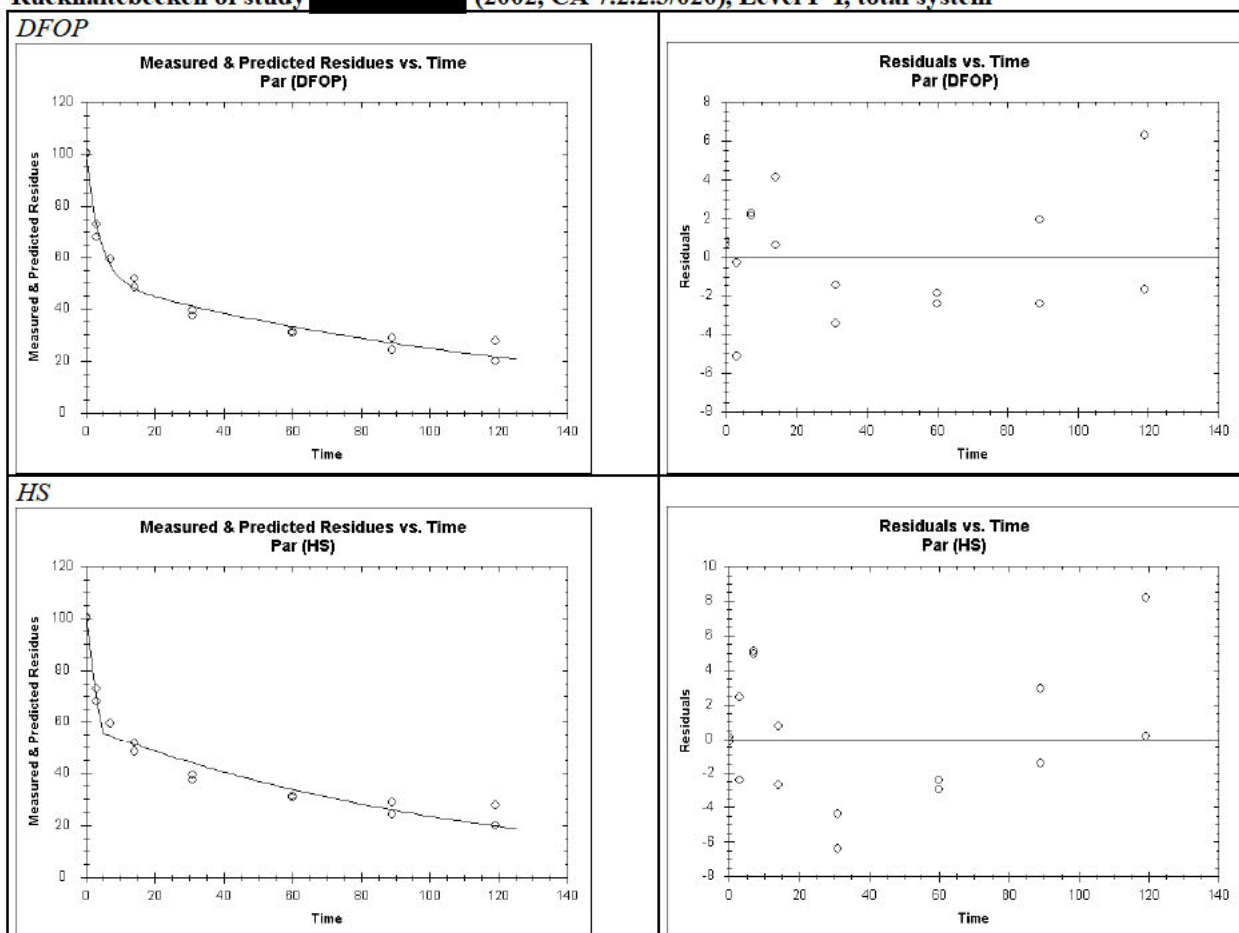 Rückhaltebecken of study (2002, CA 7.2.2.3/020), Level P-I, total system
DFOP
Measured & Predicted Residues vs. Time
Par (DFOP)
Measured & Predicted Residues
120
100
80
60
40
20
0
0 20 40 60 80 100 120 140
Time
Residuals vs. Time
Par (DFOP)
Residuals
8
6
4
2
0
-2
-4
-6
-8
0 20 40 60 80 100 120 140
Time
HS
Measured & Predicted Residues vs. Time
Par (HS)
Measured & Predicted Residues
120
100
80
60
40
20
0
0 20 40 60 80 100 120 140
Time
Residuals vs. Time
Par (HS)
Residuals
10
8
6
4
2
0
-2
-4
-6
-8
0 20 40 60 80 100 120 140
Time